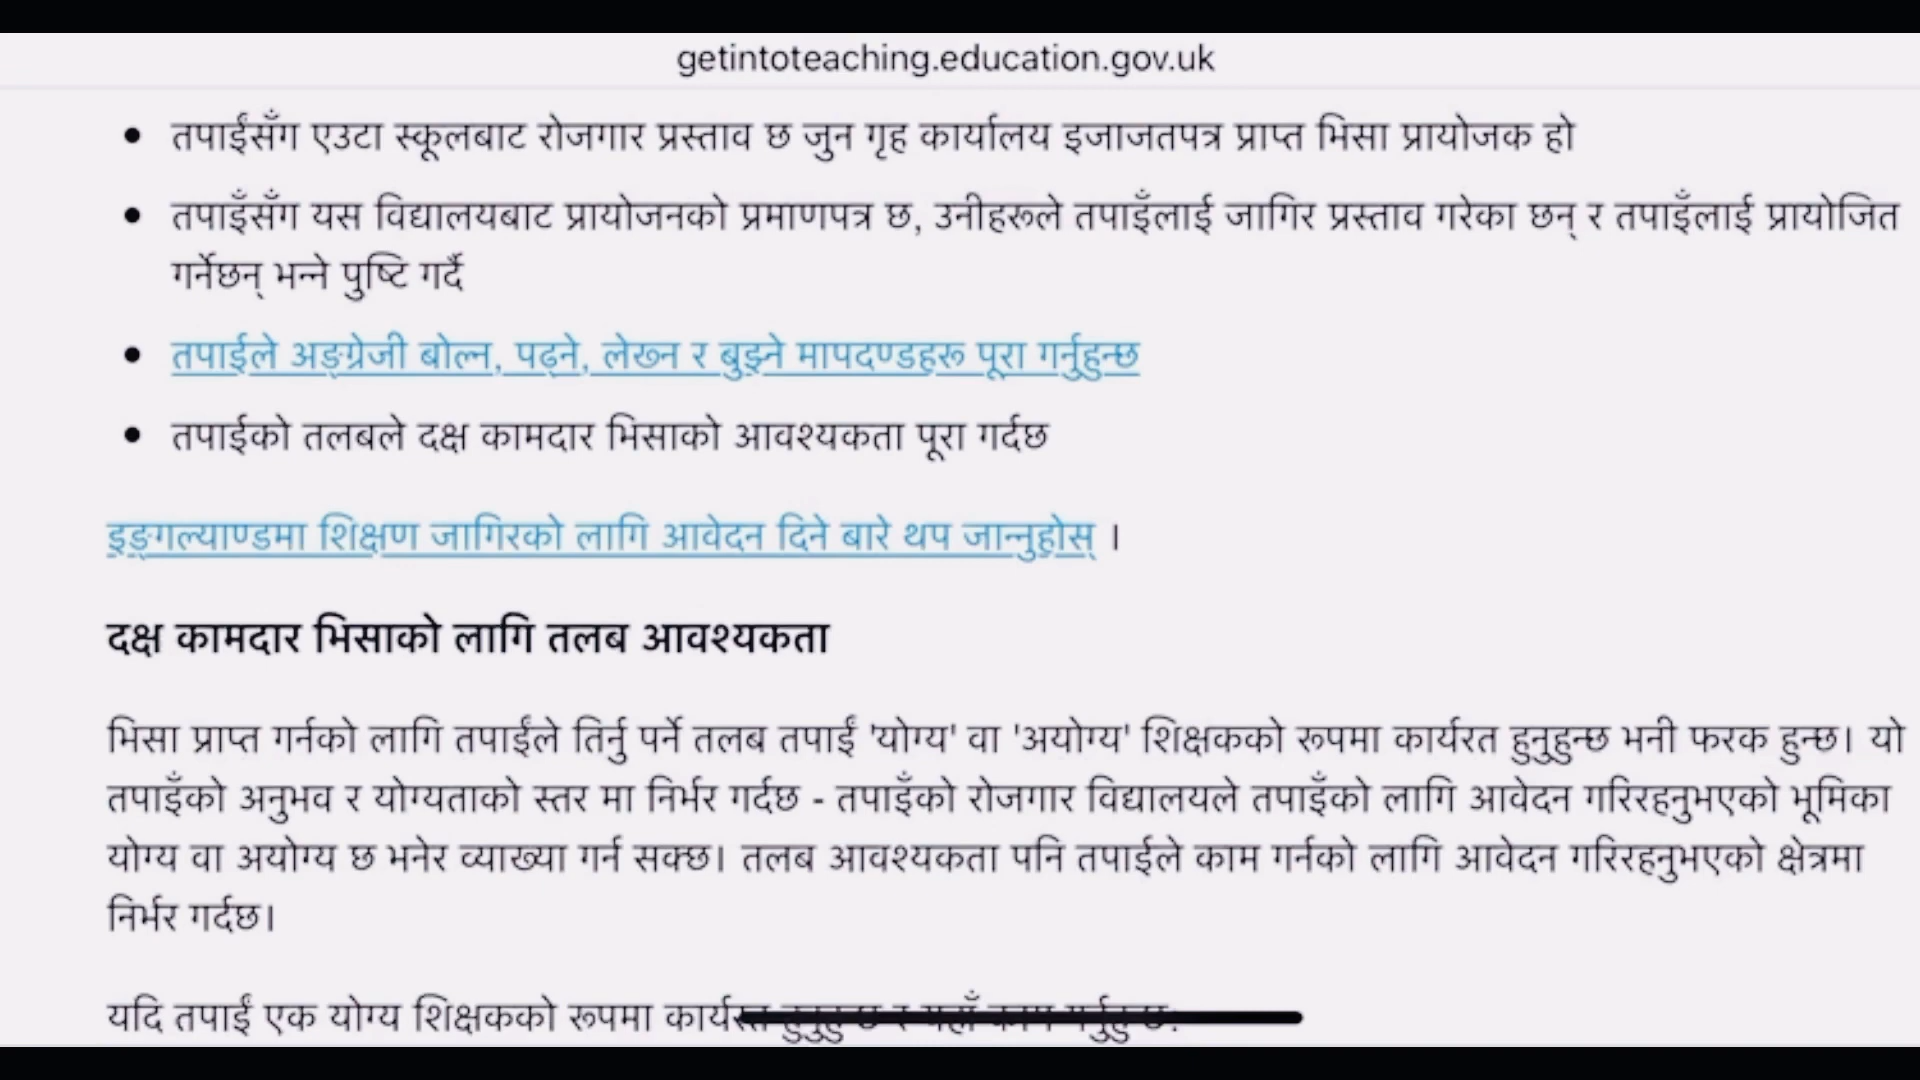 getintoteaching.education.gov.uk
• तपाईंसँग एउटा स्कूलबाट रोजगार प्रस्ताव छ जुन गृह कार्यालय इजाजतपत्र प्राप्त भिसा प्रायोजक हो
• तपाइँसँग यस विद्यालयबाट प्रायोजनको प्रमाणपत्र छ, उनीहरूले तपाइँलाई जागिर प्रस्ताव गरेका छन् र तपाइँलाई प्रायोजित
गर्नेछन् भन्ने पुष्टि गर्दै
• तपाईले अङ्ग्रेजी बोल्न, पढ्ने, लेख्न र बुझ्ने मापदण्डहरू पूरा गर्नुहुन्छ
• तपाईको तलबले दक्ष कामदार भिसाको आवश्यकता पूरा गर्दछ
इङ्गल्याण्डमा शिक्षण जागिरको लागि आवेदन दिने बारे थप जान्नुहोस् ।
दक्ष कामदार भिसाको लागि तलब आवश्यकता
भिसा प्राप्त गर्नको लागि तपाईंले तिर्नु पर्ने तलब तपाईं 'योग्य' वा 'अयोग्य' शिक्षकको रूपमा कार्यरत हुनुहुन्छ भनी फरक हुन्छ। यो
तपाइँको अनुभव र योग्यताको स्तर मा निर्भर गर्दछ - तपाइँको रोजगार विद्यालयले तपाइँको लागि आवेदन गरिरहनुभएको भूमिका
योग्य वा अयोग्य छ भनेर व्याख्या गर्न सक्छ। तलब आवश्यकता पनि तपाईले काम गर्नको लागि आवेदन गरिरहनुभएको क्षेत्रमा
निर्भर गर्दछ।
यदि तपाईं एक योग्य शिक्षकको रूपमा कार्यरत हुनुहुन्छ र यहाँ काम गर्नुहुन्छ: